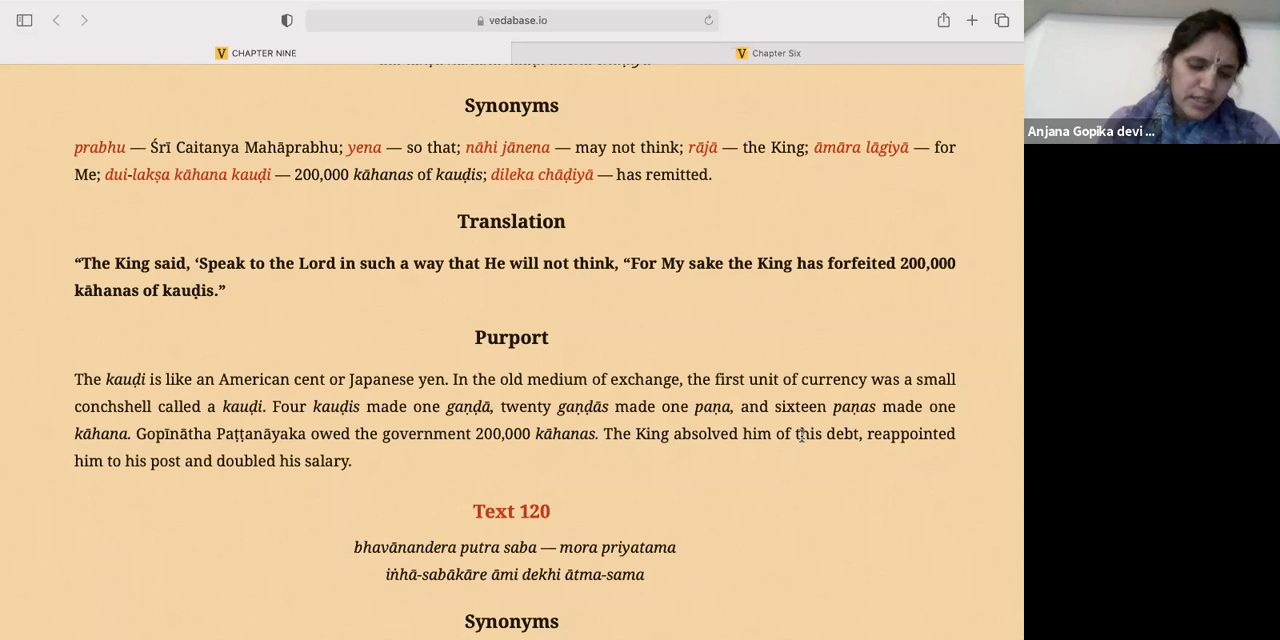 vedabase.io
CHAPTER NINE
Chapter Six
Synonyms
prabhu — Śrī Caitanya Mahāprabhu; yena — so that; nāhi jānena — may not think; rājā — the King; āmāra lāgiyā — for
Me; dui-lakṣa kāhana kauḍi — 200,000 kāhanas of kauḍis; dileka chāḍiyā — has remitted.
Translation
“The King said, ‘Speak to the Lord in such a way that He will not think, “For My sake the King has forfeited 200,000
kāhanas of kauḍis.”
Purport
The kauḍi is like an American cent or Japanese yen. In the old medium of exchange, the first unit of currency was a small
conchshell called a kauḍi. Four kauḍis made one gaṇḍā, twenty gaṇḍās made one paṇa, and sixteen paṇas made one
kāhana. Gopīnātha Paṭṭanāyaka owed the government 200,000 kāhanas. The King absolved him of this debt, reappointed
him to his post and doubled his salary.
Text 120
bhavānandera putra saba — mora priyatama
iṅhā-sabākāre āmi dekhi ātma-sama
Synonyms
Anjana Gopika devi ...